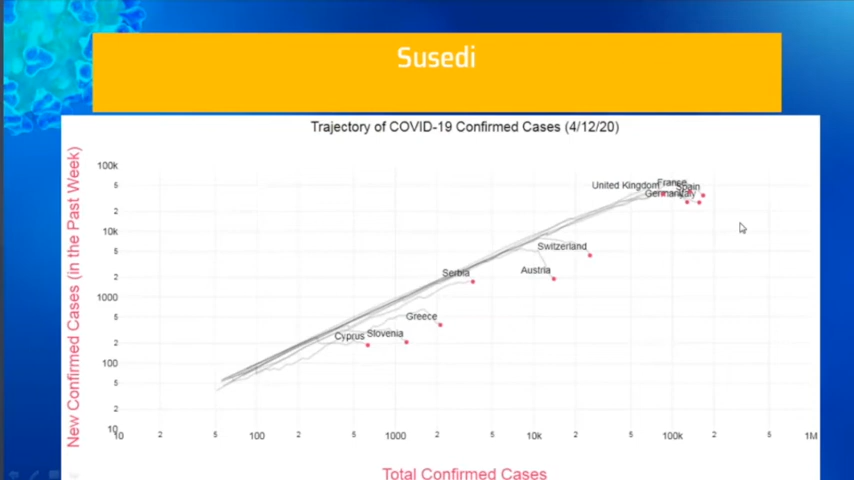 Susedi
Trajectory of COVID-19 Confirmed Cases (4/12/20)
New Confirmed Cases (in the Past Week)
100k
5
2
10k
5
2
1000
5
2
100
5
2
10
United Kingdom
France
Spain
Germany
Italy
Switzerland
Austria
Serbia
Greece
Cyprus
Slovenia
10
2
5
100
2
5
1000
2
5
10k
2
5
100k
2
5
1M
Total Confirmed Cases